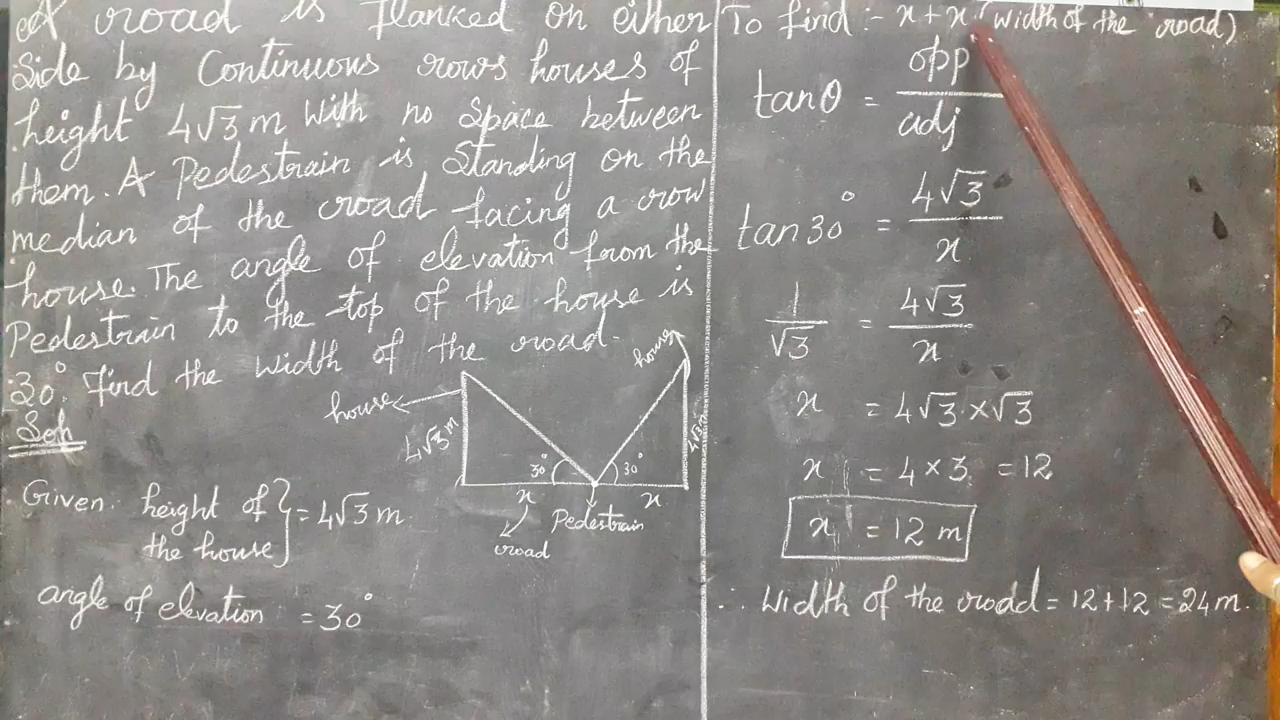 A road is flanked on either
Side by Continuous rows houses of
height 4√3 m with no Space between
them. A Pedestrain is Standing on the
median of the road facing a row
house. The angle of elevation from the
Pedestrain to the top of the house is
30°. Find the width of the road.
Soln
Given: height of the house } = 4√3 m
angle of elevation = 30°
house
house
4√3 m
4√3 m
30°
30°
x
x
Pedestrain
road
To find :- x + x (width of the road)
tanθ = opp / adj
tan 30° = 4√3 / x
1 / √3 = 4√3 / x
x = 4√3 × √3
x = 4 × 3 = 12
x = 12 m
∴ Width of the road = 12 + 12 = 24 m.